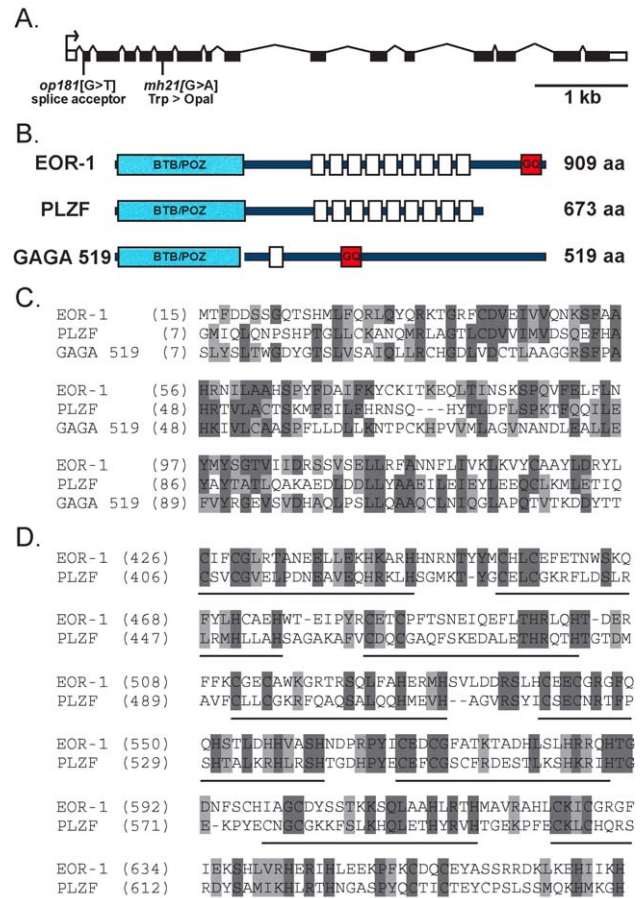 A.
op181[G>T]
splice acceptor
mh21[G>A]
Trp > Opal
1 kb
B.
EOR-1 BTB/POZ GQ 909 aa
PLZF BTB/POZ 673 aa
GAGA 519 BTB/POZ GQ 519 aa
C.
EOR-1 (15) MTFDDSSGQTSHMLFQRLQYQRKTGRFCDVEIVVQNKSFAA
PLZF (7) GMIQLQNPSHPTGLLCKANQMRLAGTLCDVVIMVDSQEFHA
GAGA 519 (7) SLYSLTWGDYGTSLVSAIQLLRCHGDLVDCTLAAGGRSFPA
EOR-1 (56) HRNILAAHSPYFDAIFKYCKITKEQLTINSKSPQVFELFLN
PLZF (48) HRTVLACTSKMFEILFHRNSQ---HYTLDFLSPKTFQQILE
GAGA 519 (48) HKIVLCAASPFLLDLLKNTPCKHPVVMLAGVNANDLEALLE
EOR-1 (97) YMYSGTVIIDRSSVSELLRFANNFLIVKLKVYCAAYLDRYL
PLZF (86) YAYTATLQAKAEDLDDLLYAAEILEIEYLEEQCLKMLETIQ
GAGA 519 (89) FVYRGEVSVDHAQLPSLLQAAQCLNIQGLAPQTVTKDDYTT
D.
EOR-1 (426) CIFCGLRTANEELLEKHKARHHNRNTYYMCHLCEFETNWSKQ
PLZF (406) CSVCGVELPDNEAVEQHRKLHSGMKT-YGCELCGKRFLDSLR
EOR-1 (468) FYLHCAEHWT-EIPYRCETCPFTSNEIQEFLTHRLQHT-DER
PLZF (447) LRMHLLAHSAGAKAFVCDQCGAQFSKEDALETHRQTHTGTDM
EOR-1 (508) FFKCGECAWKGRTRSQLFAHERMHSVLDDRSLHCEECGRGFQ
PLZF (489) AVFCLLCGKRFQAQSALQQHMEVH--AGVRSYICSECNRTFP
EOR-1 (550) QHSTLDHHVASHNDPRPYICEDCGFATKTADHLSLHRRQHTG
PLZF (529) SHTALKRHLRSHTGDHPYECEFCGSCFRDESTLKSHKRIHTG
EOR-1 (592) DNFSCHIAGCDYSSTKKSQLAAHLRTHMAVRAHLCKICGRGF
PLZF (571) E-KPYECNGCGKKFSLKHQLETHYRVHTGEKPFECKLCHQRS
EOR-1 (634) IEKSHLVRHERIHLEEKPFKCDQCEYASSRRDKLKEHIIKH
PLZF (612) RDYSAMIKHLRTHNGASPYQCTICTEYCPSLSSMQKHMKGH